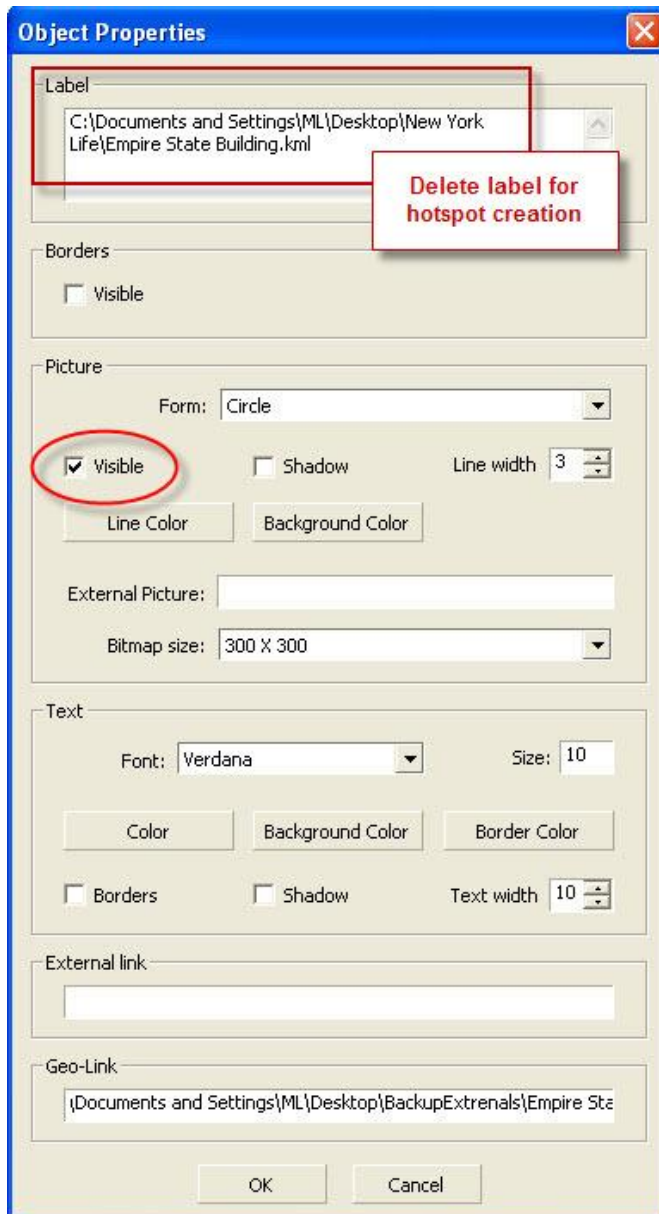 Object Properties
Label
C:\Documents and Settings\ML\Desktop\New York
Life\Empire State Building.kml
Delete label for
hotspot creation
Borders
Visible
Picture
Form: Circle
Visible Shadow Line width 3
Line Color Background Color
External Picture:
Bitmap size: 300 X 300
Text
Font: Verdana Size: 10
Color Background Color Border Color
Borders Shadow Text width 10
External link
Geo-Link
\Documents and Settings\ML\Desktop\BackupExtrenals\Empire Sta
OK Cancel